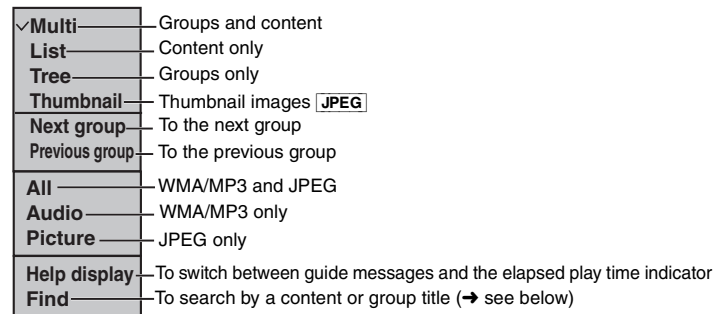 ✓Multi Groups and content
List Content only
Tree Groups only
Thumbnail Thumbnail images JPEG
Next group To the next group
Previous group To the previous group
All WMA/MP3 and JPEG
Audio WMA/MP3 only
Picture JPEG only
Help display To switch between guide messages and the elapsed play time indicator
Find To search by a content or group title (➜ see below)